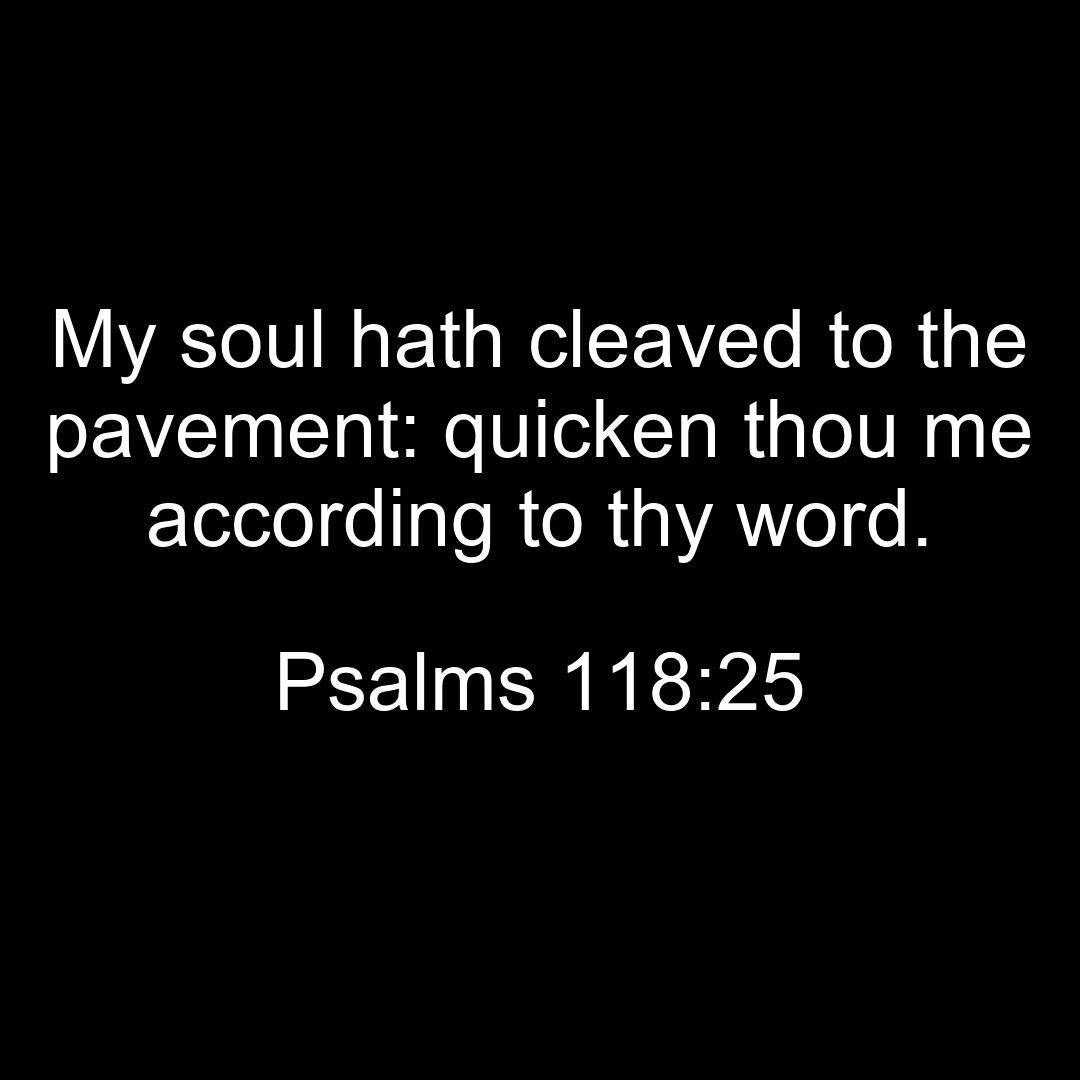 My soul hath cleaved to the
pavement: quicken thou me
according to thy word.
Psalms 118:25